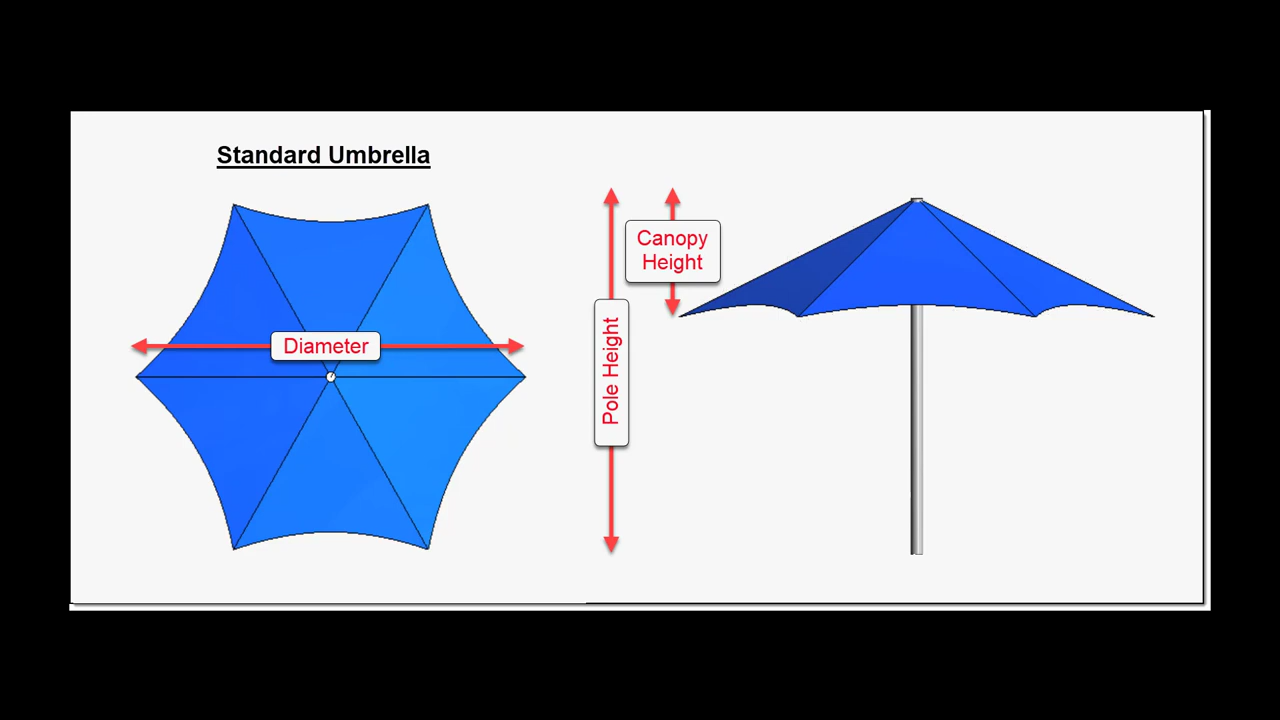 Standard Umbrella
Diameter
Pole Height
Canopy
Height